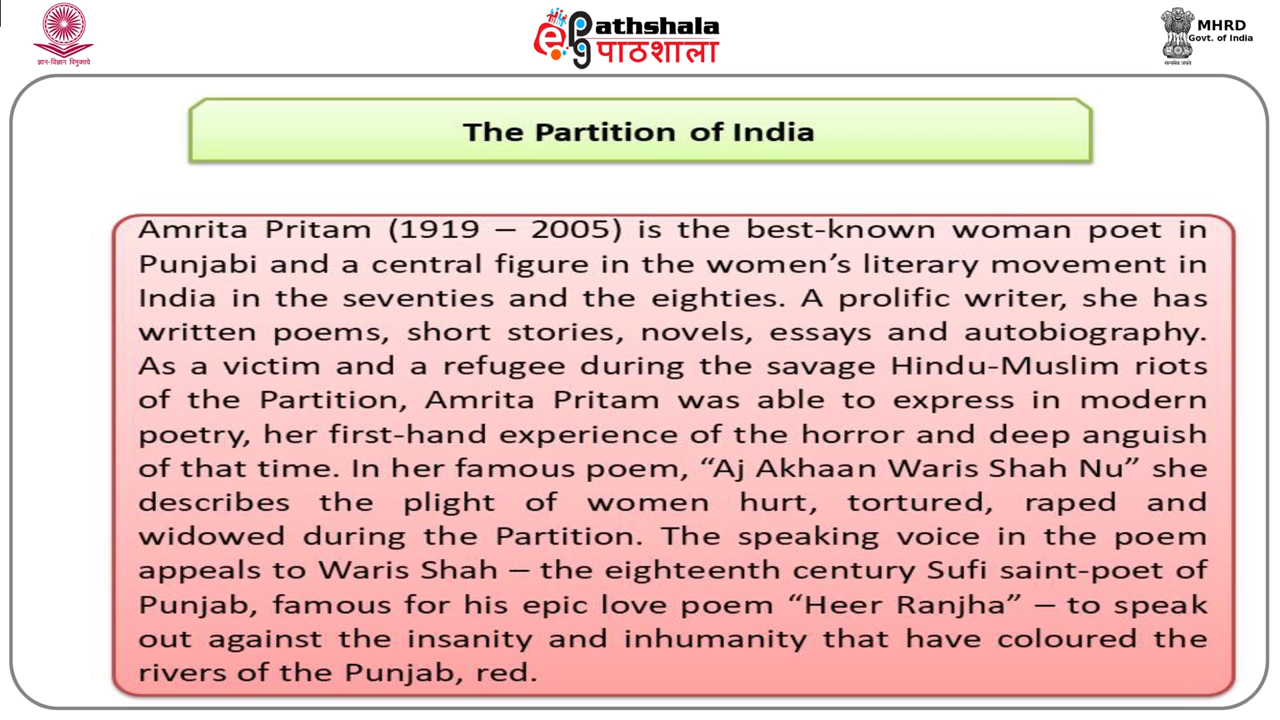 ज्ञान-विज्ञान विमुक्तये
epg
athshala
पाठशाला
सत्यमेव जयते
MHRD
Govt. of India
The Partition of India
Amrita Pritam (1919 – 2005) is the best-known woman poet in
Punjabi and a central figure in the women’s literary movement in
India in the seventies and the eighties. A prolific writer, she has
written poems, short stories, novels, essays and autobiography.
As a victim and a refugee during the savage Hindu-Muslim riots
of the Partition, Amrita Pritam was able to express in modern
poetry, her first-hand experience of the horror and deep anguish
of that time. In her famous poem, “Aj Akhaan Waris Shah Nu” she
describes the plight of women hurt, tortured, raped and
widowed during the Partition. The speaking voice in the poem
appeals to Waris Shah – the eighteenth century Sufi saint-poet of
Punjab, famous for his epic love poem “Heer Ranjha” – to speak
out against the insanity and inhumanity that have coloured the
rivers of the Punjab, red.